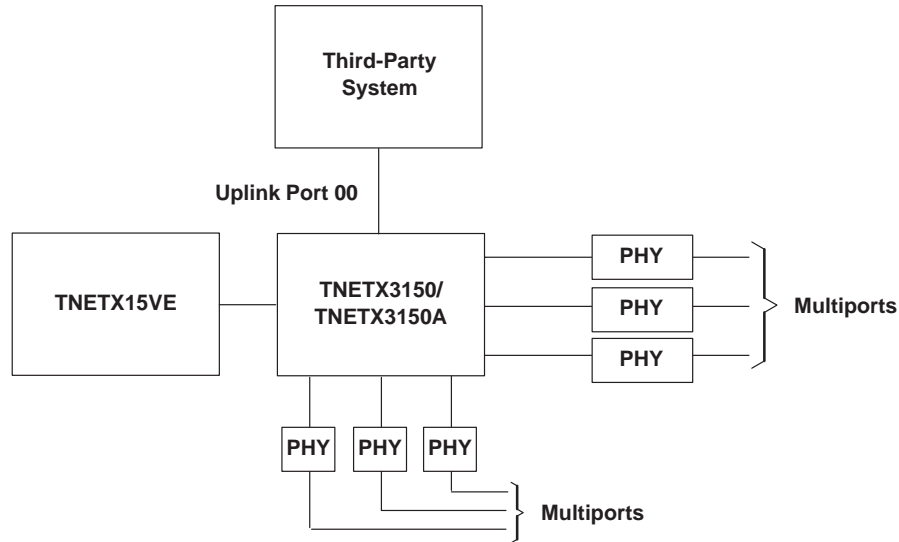 Third-Party
System
Uplink Port 00
TNETX15VE
TNETX3150/
TNETX3150A
PHY
PHY
PHY
Multiports
PHY
PHY
PHY
Multiports